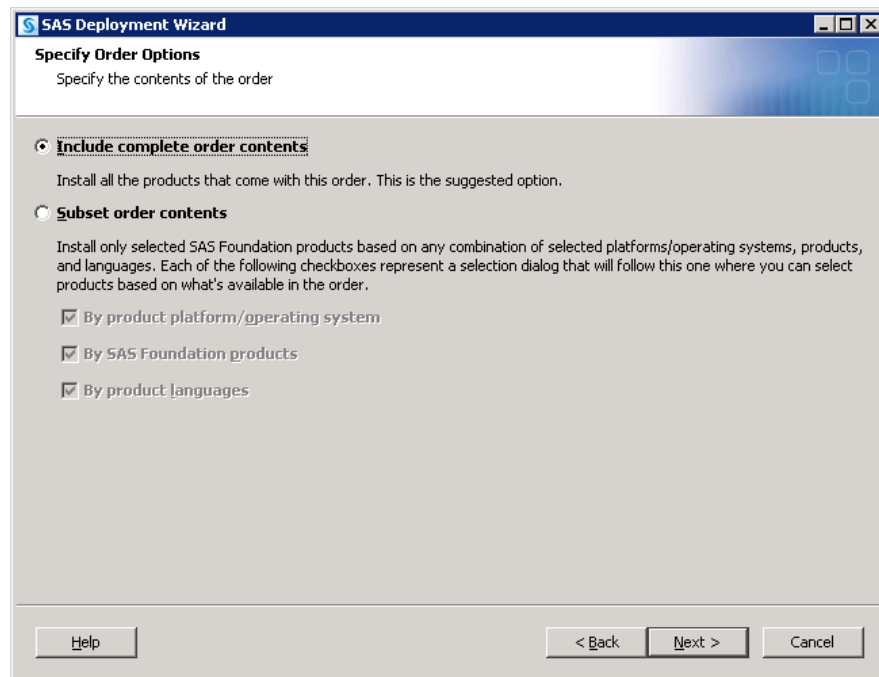 SAS Deployment Wizard
Specify Order Options
Specify the contents of the order
Include complete order contents
Install all the products that come with this order. This is the suggested option.
Subset order contents
Install only selected SAS Foundation products based on any combination of selected platforms/operating systems, products,
and languages. Each of the following checkboxes represent a selection dialog that will follow this one where you can select
products based on what's available in the order.
By product platform/operating system
By SAS Foundation products
By product languages
Help < Back Next > Cancel